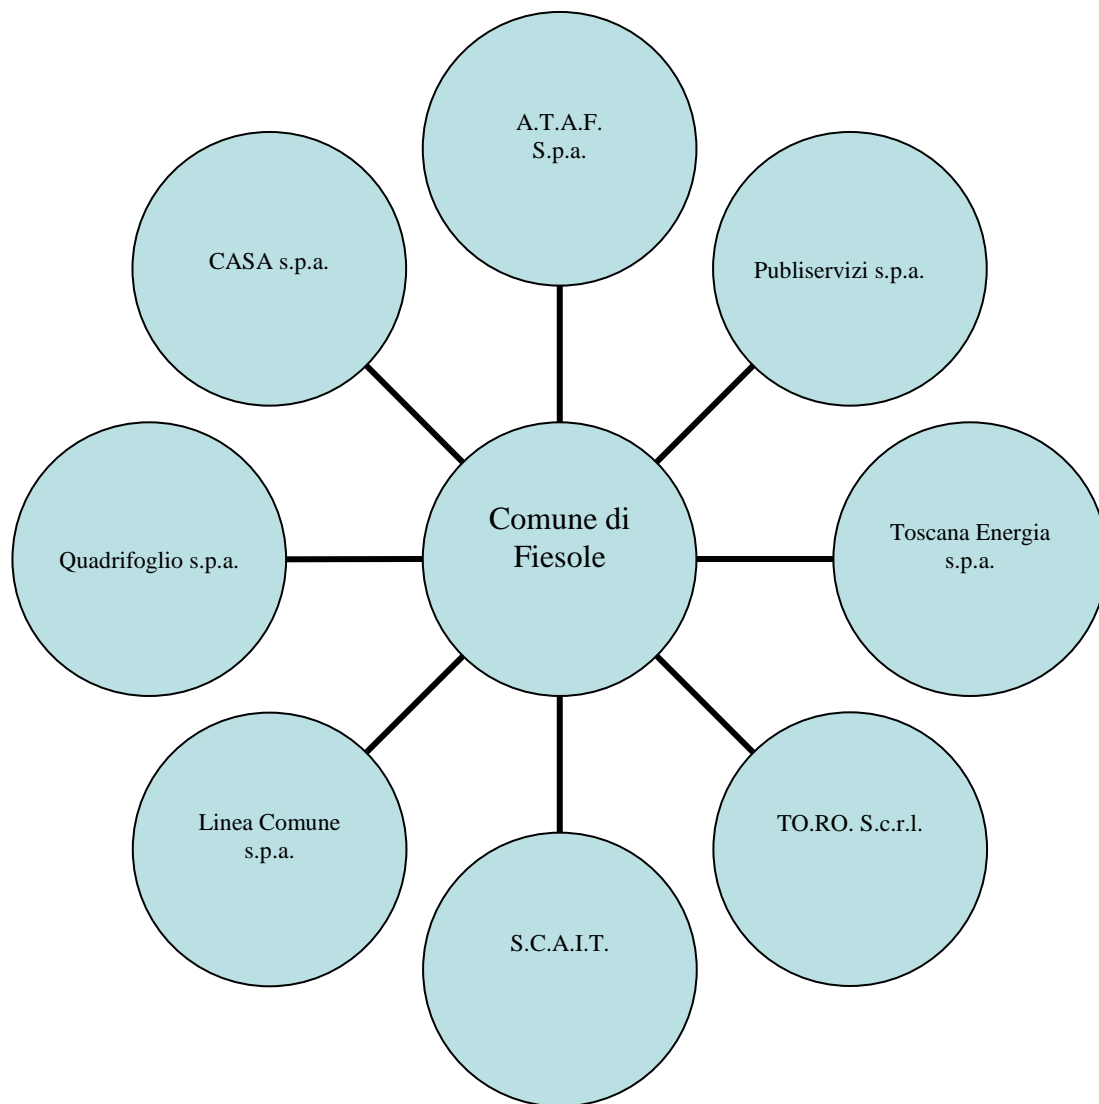 A.T.A.F.
S.p.a.
CASA s.p.a.
Publiservizi s.p.a.
Comune di
Fiesole
Quadrifoglio s.p.a.
Toscana Energia
s.p.a.
Linea Comune
s.p.a.
TO.RO. S.c.r.l.
S.C.A.I.T.